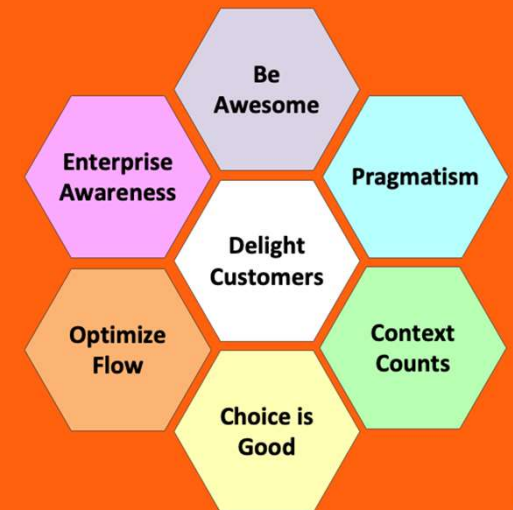 Be
Awesome
Enterprise
Awareness
Pragmatism
Delight
Customers
Optimize
Flow
Context
Counts
Choice is
Good